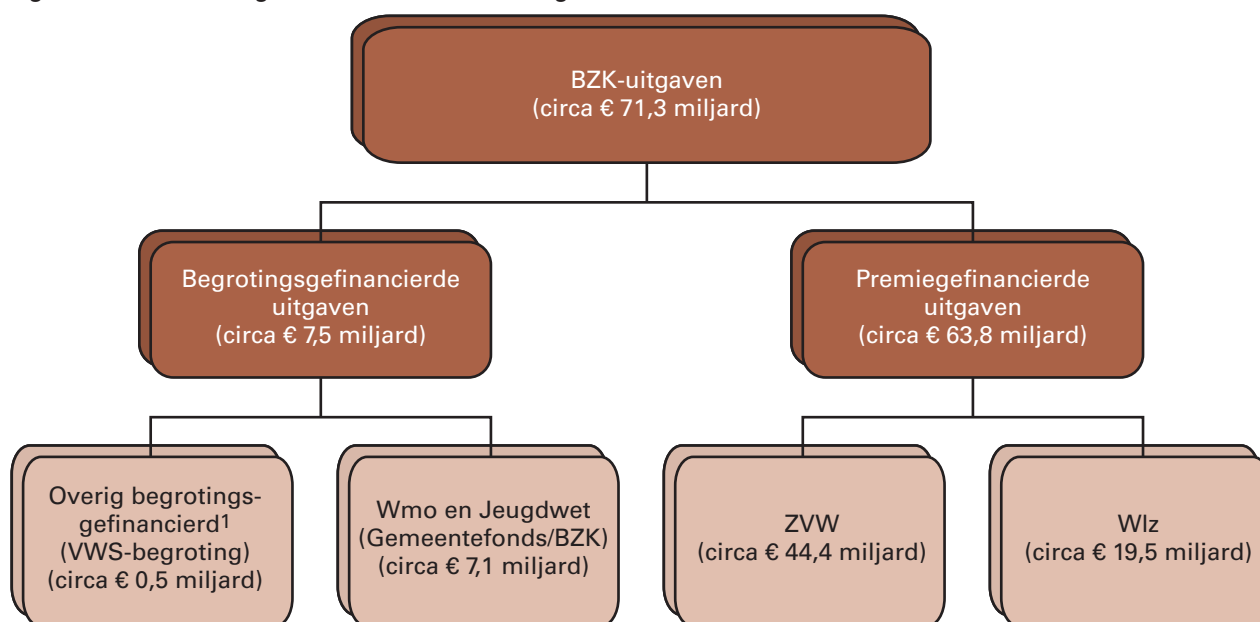 BZK-uitgaven
(circa € 71,3 miljard)
Begrotingsgefinancierde
uitgaven
(circa € 7,5 miljard)
Premiegefinancierde
uitgaven
(circa € 63,8 miljard)
Overig begrotings-
gefinancierd1
(VWS-begroting)
(circa € 0,5 miljard)
Wmo en Jeugdwet
(Gemeentefonds/BZK)
(circa € 7,1 miljard)
ZVW
(circa € 44,4 miljard)
Wlz
(circa € 19,5 miljard)